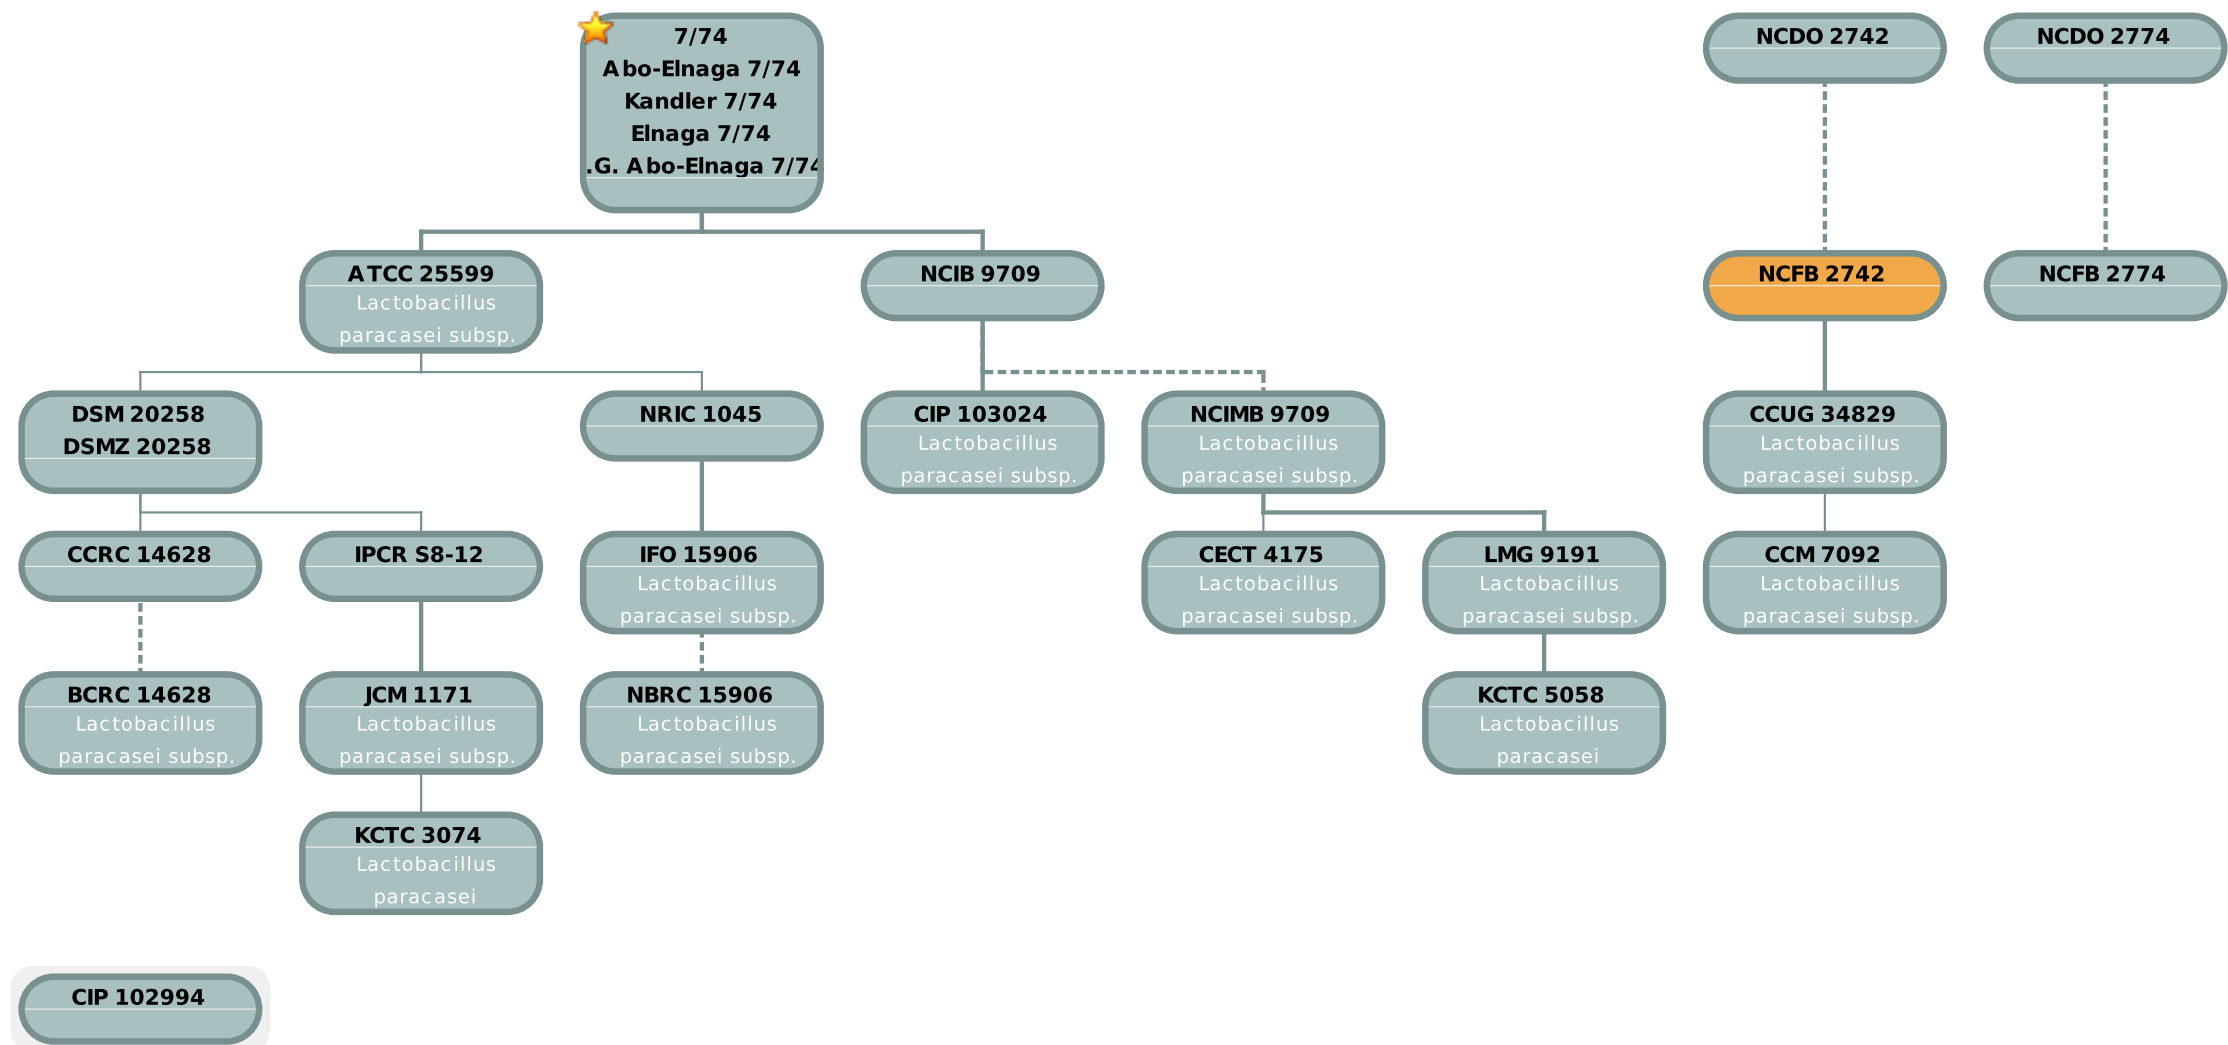 7/74
Abo-Elnaga 7/74
Kandler 7/74
Elnaga 7/74
.G. Abo-Elnaga 7/74
NCDO 2742
NCDO 2774
ATCC 25599
Lactobacillus
paracasei subsp.
NCIB 9709
NCFB 2742
NCFB 2774
DSM 20258
DSMZ 20258
NRIC 1045
CIP 103024
Lactobacillus
paracasei subsp.
NCIMB 9709
Lactobacillus
paracasei subsp.
CCUG 34829
Lactobacillus
paracasei subsp.
CCRC 14628
IPCR S8-12
IFO 15906
Lactobacillus
paracasei subsp.
CECT 4175
Lactobacillus
paracasei subsp.
LMG 9191
Lactobacillus
paracasei subsp.
CCM 7092
Lactobacillus
paracasei subsp.
BCRC 14628
Lactobacillus
paracasei subsp.
JCM 1171
Lactobacillus
paracasei subsp.
NBRC 15906
Lactobacillus
paracasei subsp.
KCTC 5058
Lactobacillus
paracasei
KCTC 3074
Lactobacillus
paracasei
CIP 102994